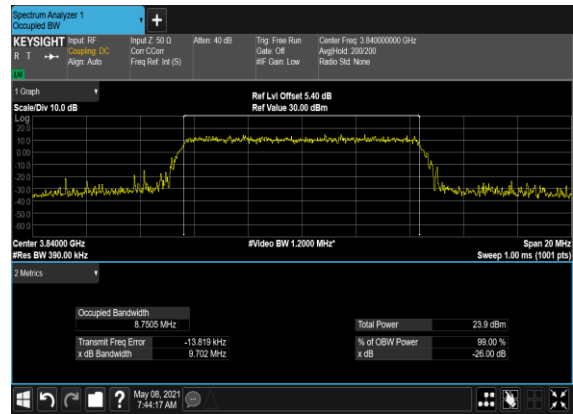 Spectrum Analyzer 1
Occupied BW
+
KEYSIGHT Input: RF Input Z: 50 Ω Atten: 40 dB Trig: Free Run Center Freq: 3.840000000 GHz
R T Coupling: DC Corr CCorr Gate: Off Avg|Hold: 200/200
Align: Auto Freq Ref: Int (S) #IF Gain: Low Radio Std: None
1 Graph
Ref Lvl Offset 5.40 dB
Scale/Div 10.0 dB Ref Value 30.00 dBm
Log
20.0
10.0
0.00
-10.0
-20.0
-30.0
-40.0
-50.0
-60.0
Center 3.84000 GHz #Video BW 1.2000 MHz* Span 20 MHz
#Res BW 390.00 kHz Sweep 1.00 ms (1001 pts)
2 Metrics
Occupied Bandwidth
8.7505 MHz Total Power 23.9 dBm
Transmit Freq Error -13.819 kHz % of OBW Power 99.00 %
x dB Bandwidth 9.702 MHz x dB -26.00 dB
? May 08, 2021
7:44:17 AM